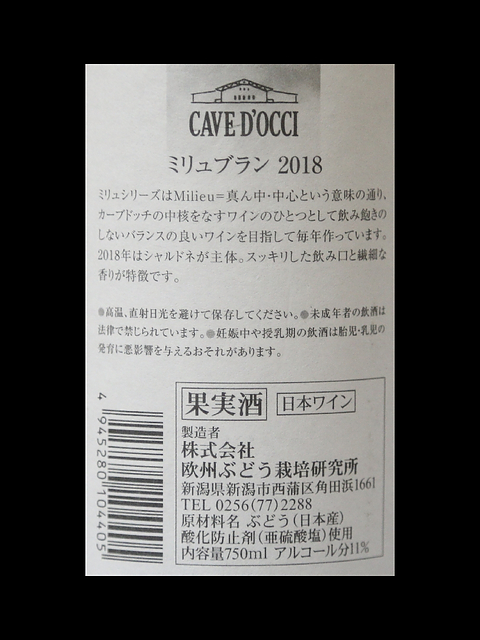 CAVE D'OCCI
ミリュブラン 2018
ミリュシリーズはMilieu=真ん中・中心という意味の通り、
カーブドッチの中核をなすワインのひとつとして飲み飽きの
しないバランスの良いワインを目指して毎年作っています。
2018年はシャルドネが主体。スッキリした飲み口と繊細な
香りが特徴です。
●高温、直射日光を避けて保存してください。●未成年者の飲酒は
法律で禁じられています。●妊娠中や授乳期の飲酒は胎児・乳児の
発育に悪影響を与えるおそれがあります。
果実酒 日本ワイン
製造者
株式会社
欧州ぶどう栽培研究所
新潟県新潟市西蒲区角田浜1661
TEL 0256(77)2288
原材料名 ぶどう(日本産)
酸化防止剤(亜硫酸塩)使用
内容量750ml アルコール分11%
4945280104405